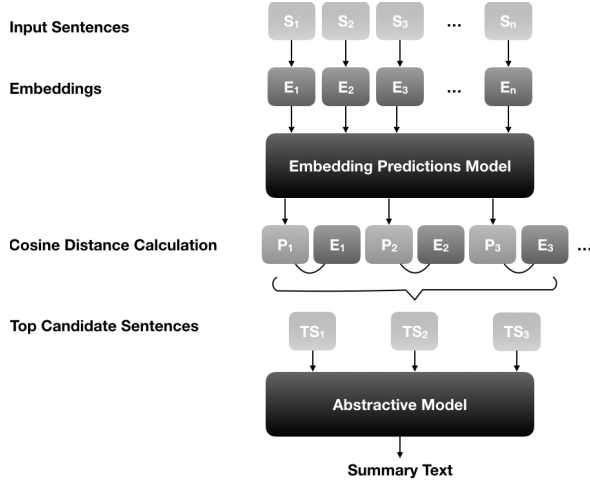 Input Sentences S1 S2 S3 ... Sn
Embeddings E1 E2 E3 ... En
Embedding Predictions Model
Cosine Distance Calculation P1 E1 P2 E2 P3 E3 ...
Top Candidate Sentences TS1 TS2 TS3
Abstractive Model
Summary Text